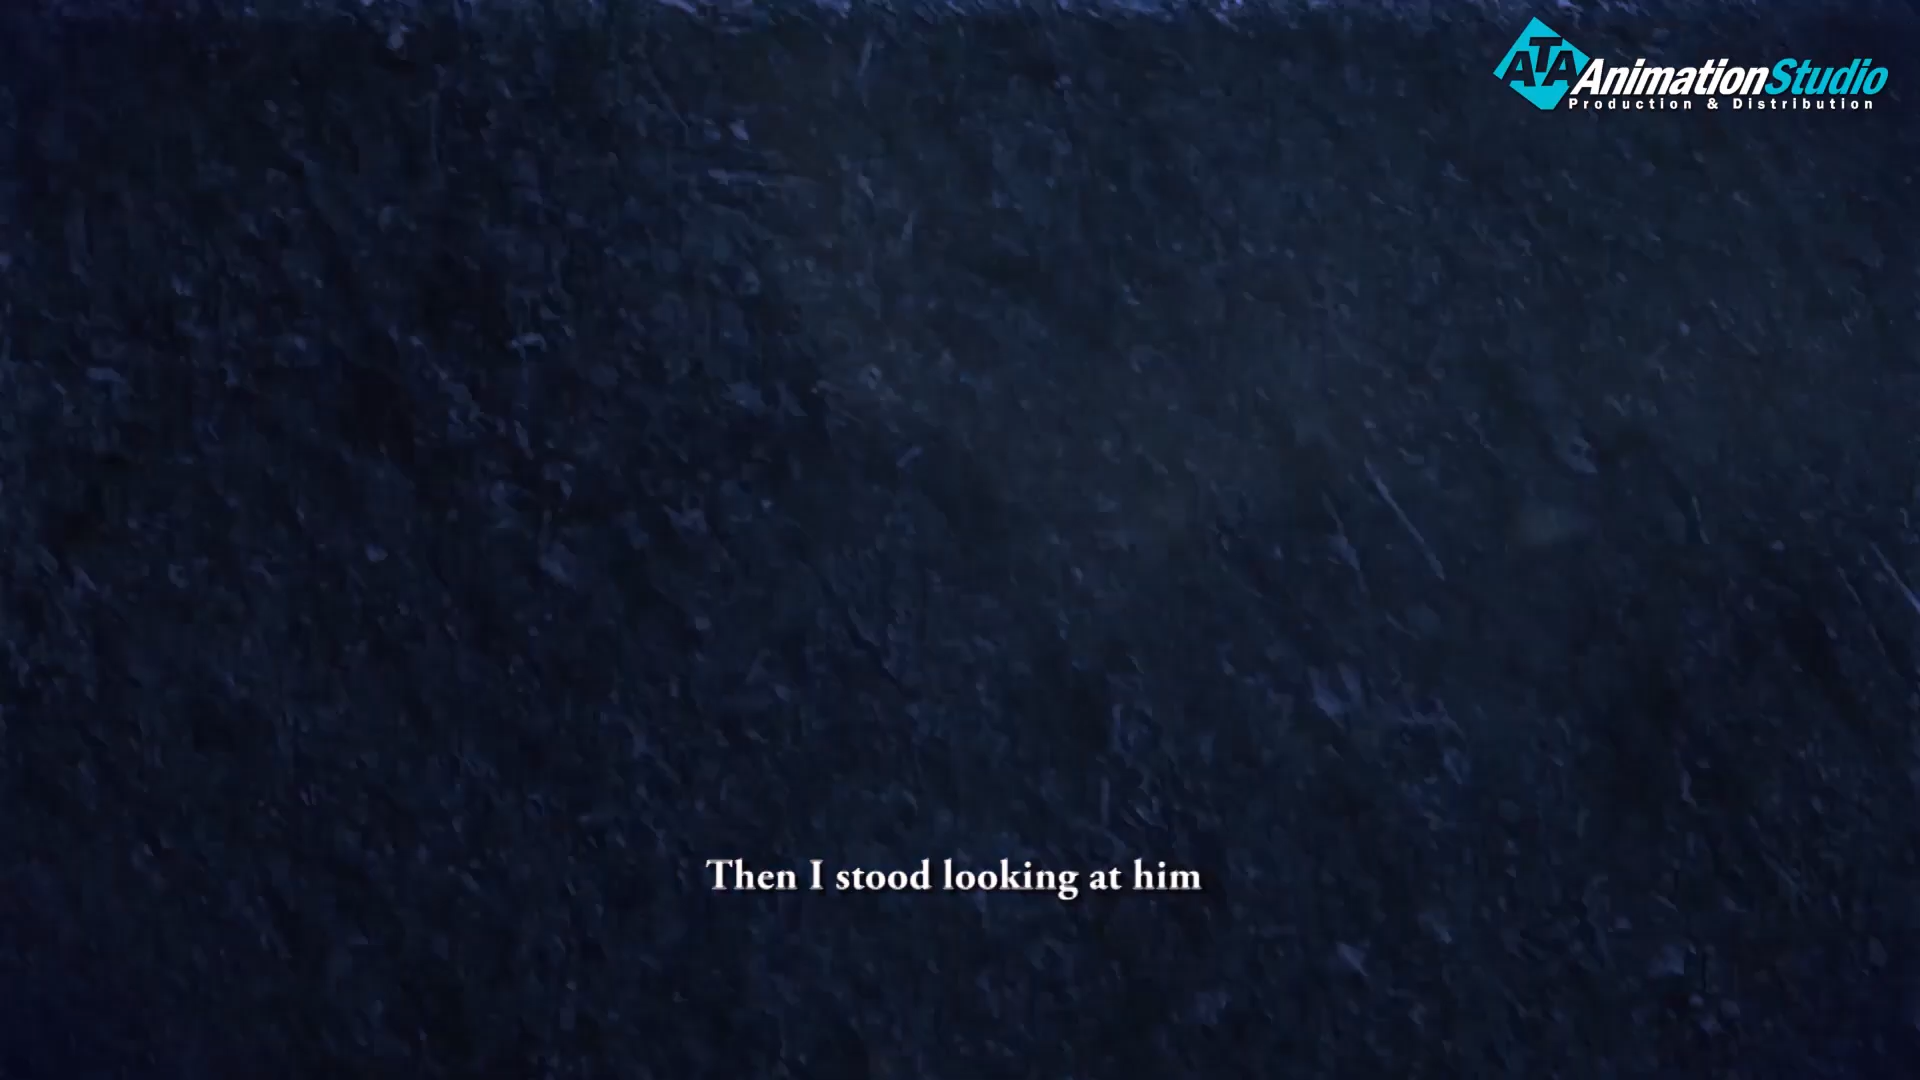 ATA AnimationStudio
Production & Distribution
Then I stood looking at him